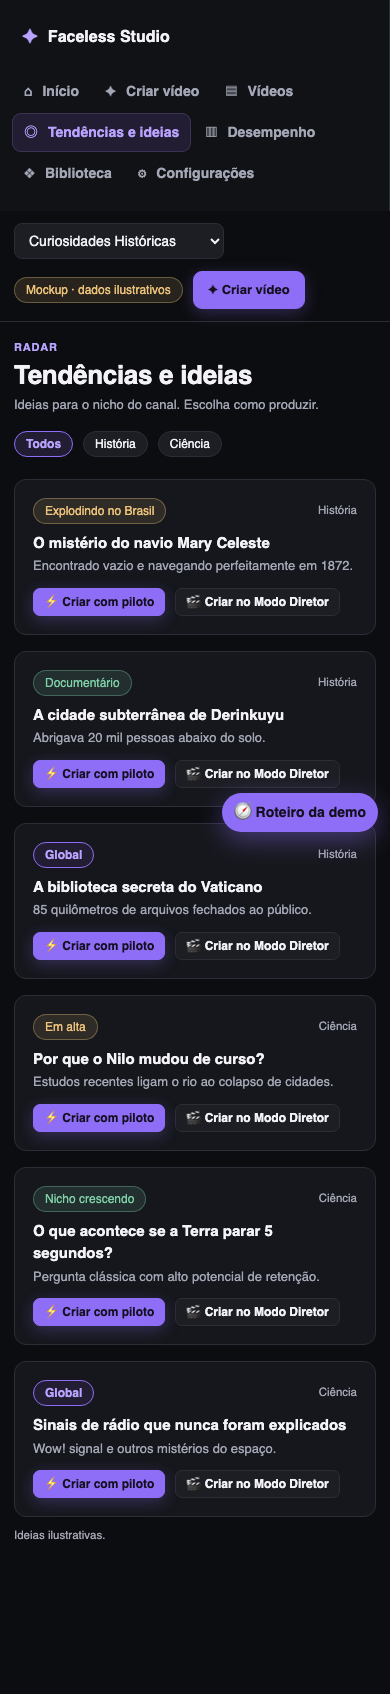 Faceless Studio
Início
Criar vídeo
Vídeos
Tendências e ideias
Desempenho
Biblioteca
Configurações
Curiosidades Históricas
Mockup · dados ilustrativos
✦ Criar vídeo
RADAR
Tendências e ideias
Ideias para o nicho do canal. Escolha como produzir.
Todos
História
Ciência
Explodindo no Brasil
História
O mistério do navio Mary Celeste
Encontrado vazio e navegando perfeitamente em 1872.
⚡ Criar com piloto
🎬 Criar no Modo Diretor
Documentário
História
A cidade subterrânea de Derinkuyu
Abrigava 20 mil pessoas abaixo do solo.
⚡ Criar com piloto
🎬 Criar no Modo Diretor
🧭 Roteiro da demo
Global
História
A biblioteca secreta do Vaticano
85 quilômetros de arquivos fechados ao público.
⚡ Criar com piloto
🎬 Criar no Modo Diretor
Em alta
Ciência
Por que o Nilo mudou de curso?
Estudos recentes ligam o rio ao colapso de cidades.
⚡ Criar com piloto
🎬 Criar no Modo Diretor
Nicho crescendo
Ciência
O que acontece se a Terra parar 5
segundos?
Pergunta clássica com alto potencial de retenção.
⚡ Criar com piloto
🎬 Criar no Modo Diretor
Global
Ciência
Sinais de rádio que nunca foram explicados
Wow! signal e outros mistérios do espaço.
⚡ Criar com piloto
🎬 Criar no Modo Diretor
Ideias ilustrativas.